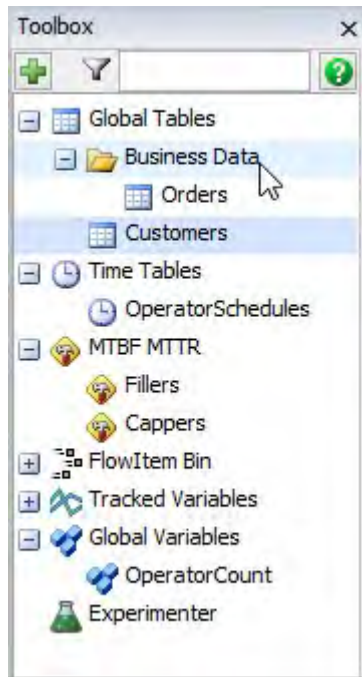 Toolbox
Global Tables
Business Data
Orders
Customers
Time Tables
OperatorSchedules
MTBF MTTR
Fillers
Cappers
FlowItem Bin
Tracked Variables
Global Variables
OperatorCount
Experimenter